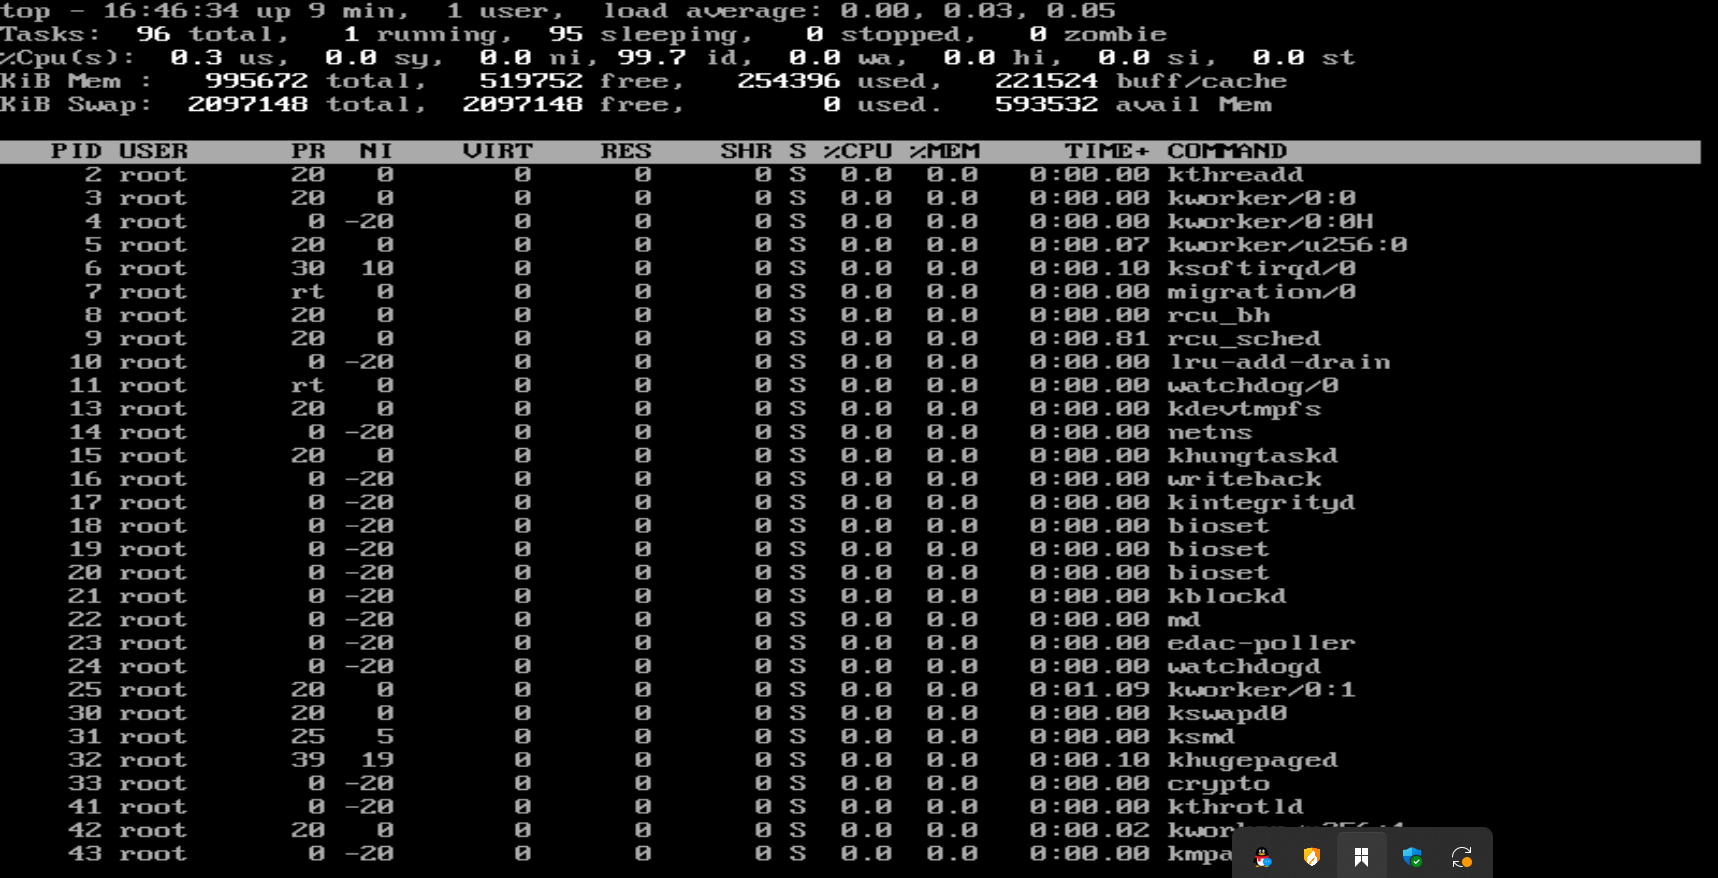 top - 16:46:34 up 9 min,  1 user,  load average: 0.00, 0.03, 0.05
Tasks:  96 total,   1 running,  95 sleeping,   0 stopped,   0 zombie
%Cpu(s):  0.3 us,  0.0 sy,  0.0 ni, 99.7 id,  0.0 wa,  0.0 hi,  0.0 si,  0.0 st
KiB Mem :   995672 total,   519752 free,   254396 used,   221524 buff/cache
KiB Swap:  2097148 total,  2097148 free,        0 used.   593532 avail Mem
PID USER      PR  NI    VIRT    RES    SHR S %CPU %MEM     TIME+ COMMAND
2 root      20   0       0      0      0 S  0.0  0.0   0:00.00 kthreadd
3 root      20   0       0      0      0 S  0.0  0.0   0:00.00 kworker/0:0
4 root       0 -20       0      0      0 S  0.0  0.0   0:00.00 kworker/0:0H
5 root      20   0       0      0      0 S  0.0  0.0   0:00.07 kworker/u256:0
6 root      30  10       0      0      0 S  0.0  0.0   0:00.10 ksoftirqd/0
7 root      rt   0       0      0      0 S  0.0  0.0   0:00.00 migration/0
8 root      20   0       0      0      0 S  0.0  0.0   0:00.00 rcu_bh
9 root      20   0       0      0      0 S  0.0  0.0   0:00.81 rcu_sched
10 root       0 -20       0      0      0 S  0.0  0.0   0:00.00 lru-add-drain
11 root      rt   0       0      0      0 S  0.0  0.0   0:00.00 watchdog/0
13 root      20   0       0      0      0 S  0.0  0.0   0:00.00 kdevtmpfs
14 root       0 -20       0      0      0 S  0.0  0.0   0:00.00 netns
15 root      20   0       0      0      0 S  0.0  0.0   0:00.00 khungtaskd
16 root       0 -20       0      0      0 S  0.0  0.0   0:00.00 writeback
17 root       0 -20       0      0      0 S  0.0  0.0   0:00.00 kintegrityd
18 root       0 -20       0      0      0 S  0.0  0.0   0:00.00 bioset
19 root       0 -20       0      0      0 S  0.0  0.0   0:00.00 bioset
20 root       0 -20       0      0      0 S  0.0  0.0   0:00.00 bioset
21 root       0 -20       0      0      0 S  0.0  0.0   0:00.00 kblockd
22 root       0 -20       0      0      0 S  0.0  0.0   0:00.00 md
23 root       0 -20       0      0      0 S  0.0  0.0   0:00.00 edac-poller
24 root       0 -20       0      0      0 S  0.0  0.0   0:00.00 watchdogd
25 root      20   0       0      0      0 S  0.0  0.0   0:01.09 kworker/0:1
30 root      20   0       0      0      0 S  0.0  0.0   0:00.00 kswapd0
31 root      25   5       0      0      0 S  0.0  0.0   0:00.00 ksmd
32 root      39  19       0      0      0 S  0.0  0.0   0:00.10 khugepaged
33 root       0 -20       0      0      0 S  0.0  0.0   0:00.00 crypto
41 root       0 -20       0      0      0 S  0.0  0.0   0:00.00 kthrotld
42 root      20   0       0      0      0 S  0.0  0.0   0:00.02
43 root       0 -20       0      0      0 S  0.0  0.0   0:00.00